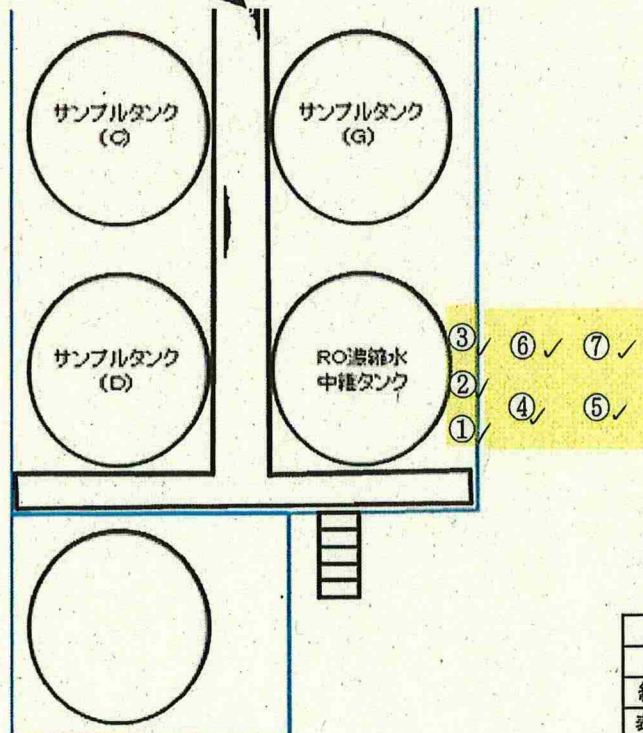 サンプルタンク
(C)
サンプルタンク
(G)
サンプルタンク
(D)
RO濃縮水
中継タンク
③✓ ⑥✓ ⑦✓
②✓
④✓ ⑤✓
①✓